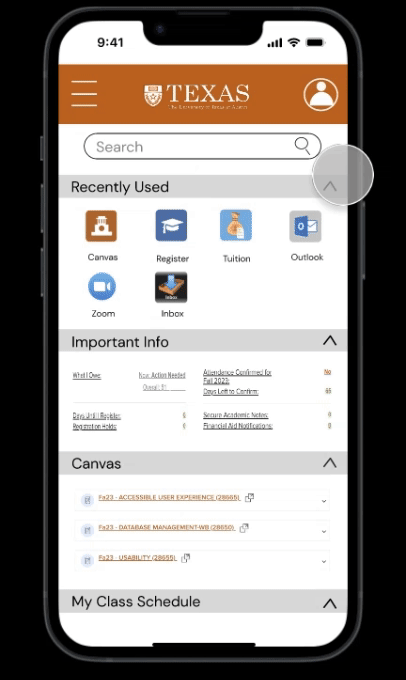 9:41
TEXAS
The University of Texas at Austin
Search
Recently Used
Canvas
Register
Tuition
Outlook
Zoom
Inbox
Inbox
Important Info
What I Owe:
Now: Action Needed
Overall: $
Attendance Confirmed for Fall 2023:
No
Days Left to Confirm:
65
Days Until I Register:
0
Registration Holds:
0
Secure Academic Notes:
0
Financial Aid Notifications:
0
Canvas
Fa23 - ACCESSIBLE USER EXPERIENCE (28665)
Fa23 - DATABASE MANAGEMENT-WB (28650)
Fa23 - USABILITY (28655)
My Class Schedule